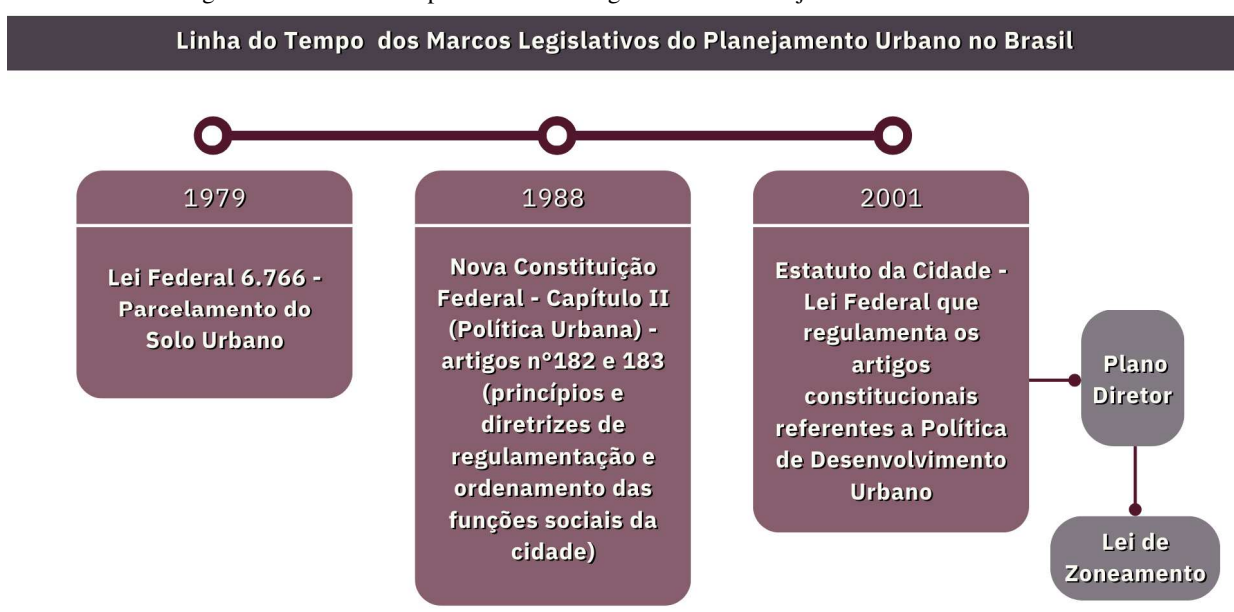 Linha do Tempo dos Marcos Legislativos do Planejamento Urbano no Brasil
1979
Lei Federal 6.766 -
Parcelamento do
Solo Urbano
1988
Nova Constituição
Federal - Capítulo II
(Política Urbana) -
artigos n°182 e 183
(princípios e
diretrizes de
regulamentação e
ordenamento das
funções sociais da
cidade)
2001
Estatuto da Cidade -
Lei Federal que
regulamenta os
artigos
constitucionais
referentes a Política
de Desenvolvimento
Urbano
Plano
Diretor
Lei de
Zoneamento